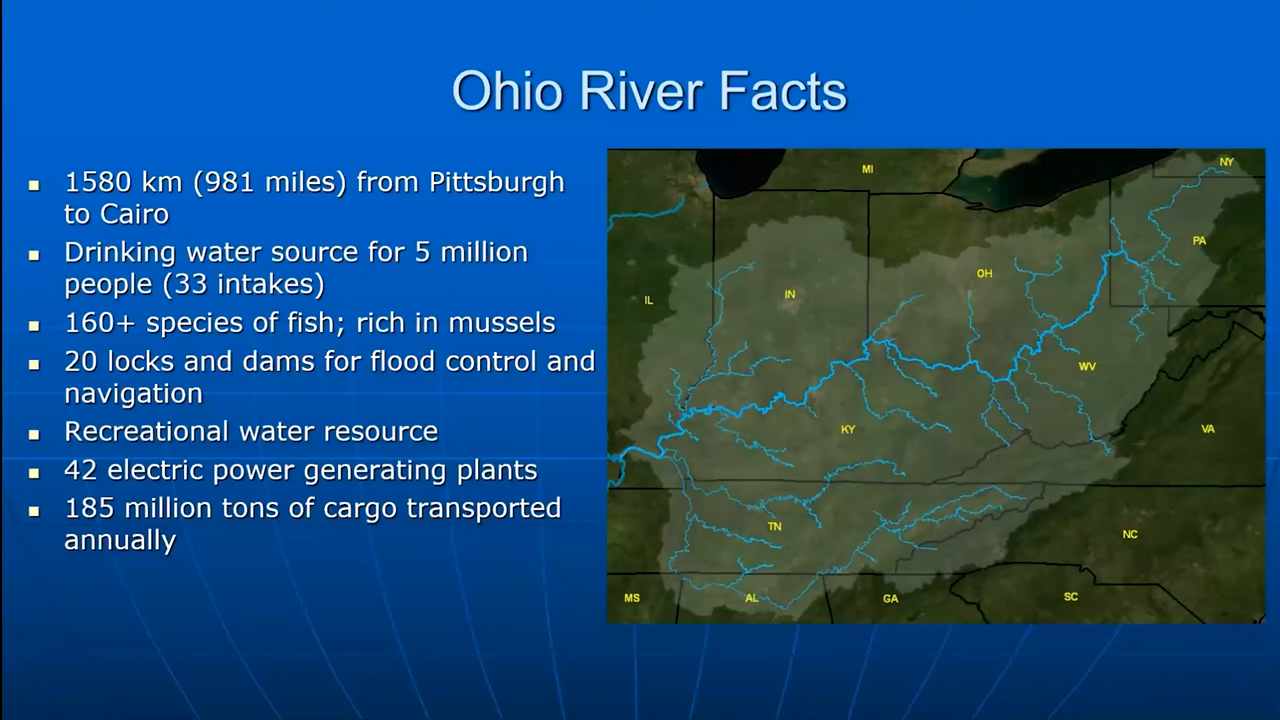 Ohio River Facts
1580 km (981 miles) from Pittsburgh
to Cairo
Drinking water source for 5 million
people (33 intakes)
160+ species of fish; rich in mussels
20 locks and dams for flood control and
navigation
Recreational water resource
42 electric power generating plants
185 million tons of cargo transported
annually
NY
MI
PA
OH
IN
IL
WV
KY
VA
TN
NC
MS
AL
GA
SC